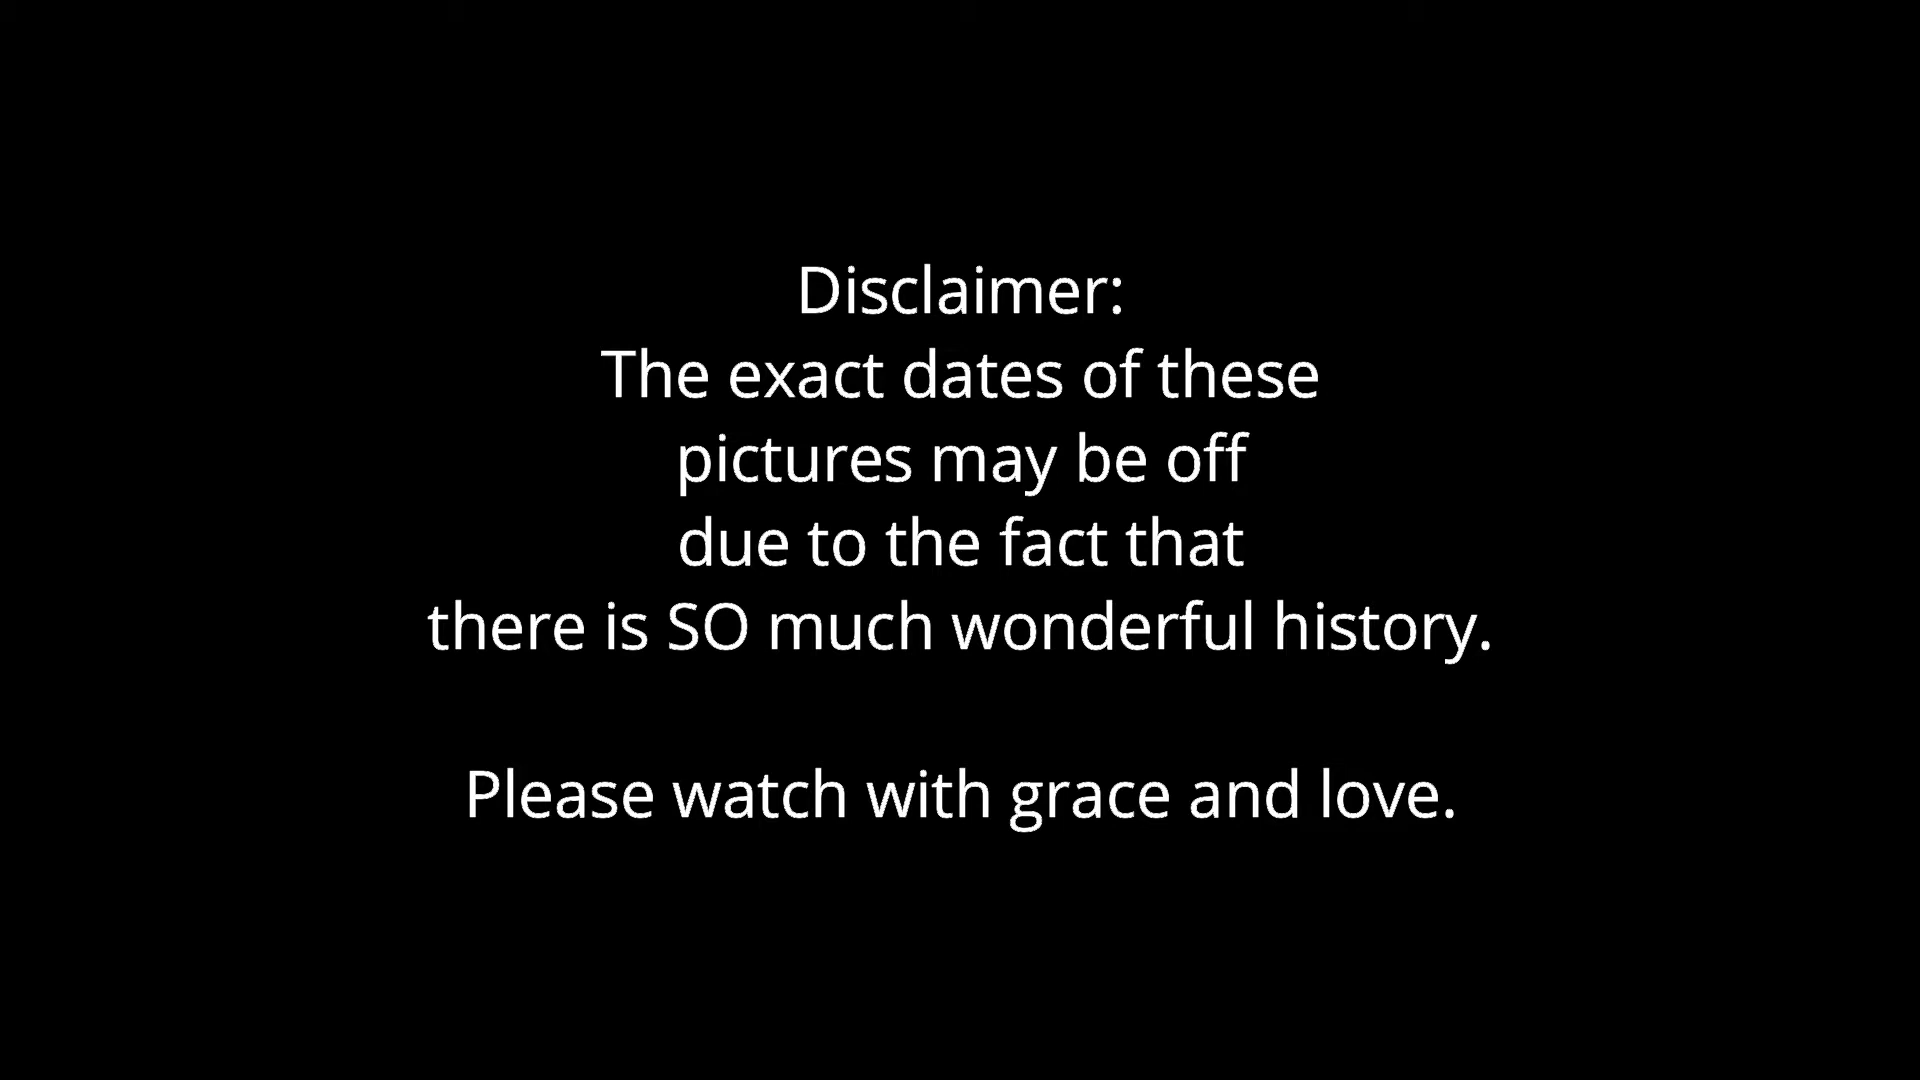 Disclaimer:
The exact dates of these
pictures may be off
due to the fact that
there is SO much wonderful history.
Please watch with grace and love.